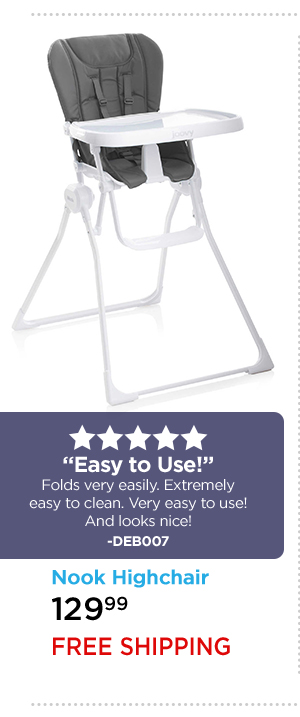 ★★★★★
“Easy to Use!”
Folds very easily. Extremely
easy to clean. Very easy to use!
And looks nice!
-DEB007
Nook Highchair
129⁹⁹
FREE SHIPPING